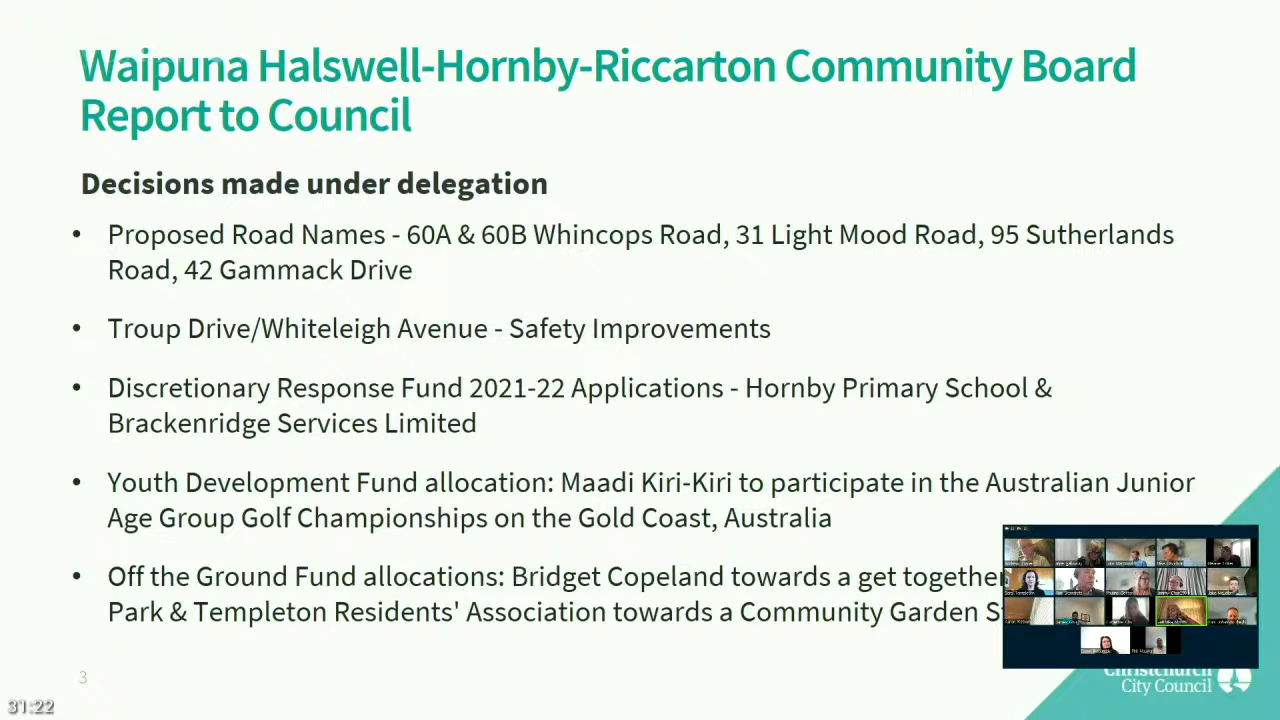 Waipuna Halswell-Hornby-Riccarton Community Board
Report to Council
Decisions made under delegation
• Proposed Road Names - 60A & 60B Whincops Road, 31 Light Mood Road, 95 Sutherlands
Road, 42 Gammack Drive
• Troup Drive/Whiteleigh Avenue - Safety Improvements
• Discretionary Response Fund 2021-22 Applications - Hornby Primary School &
Brackenridge Services Limited
• Youth Development Fund allocation: Maadi Kiri-Kiri to participate in the Australian Junior
Age Group Golf Championships on the Gold Coast, Australia
• Off the Ground Fund allocations: Bridget Copeland towards a get together
Park & Templeton Residents' Association towards a Community Garden
3
Christchurch
City Council
31:22